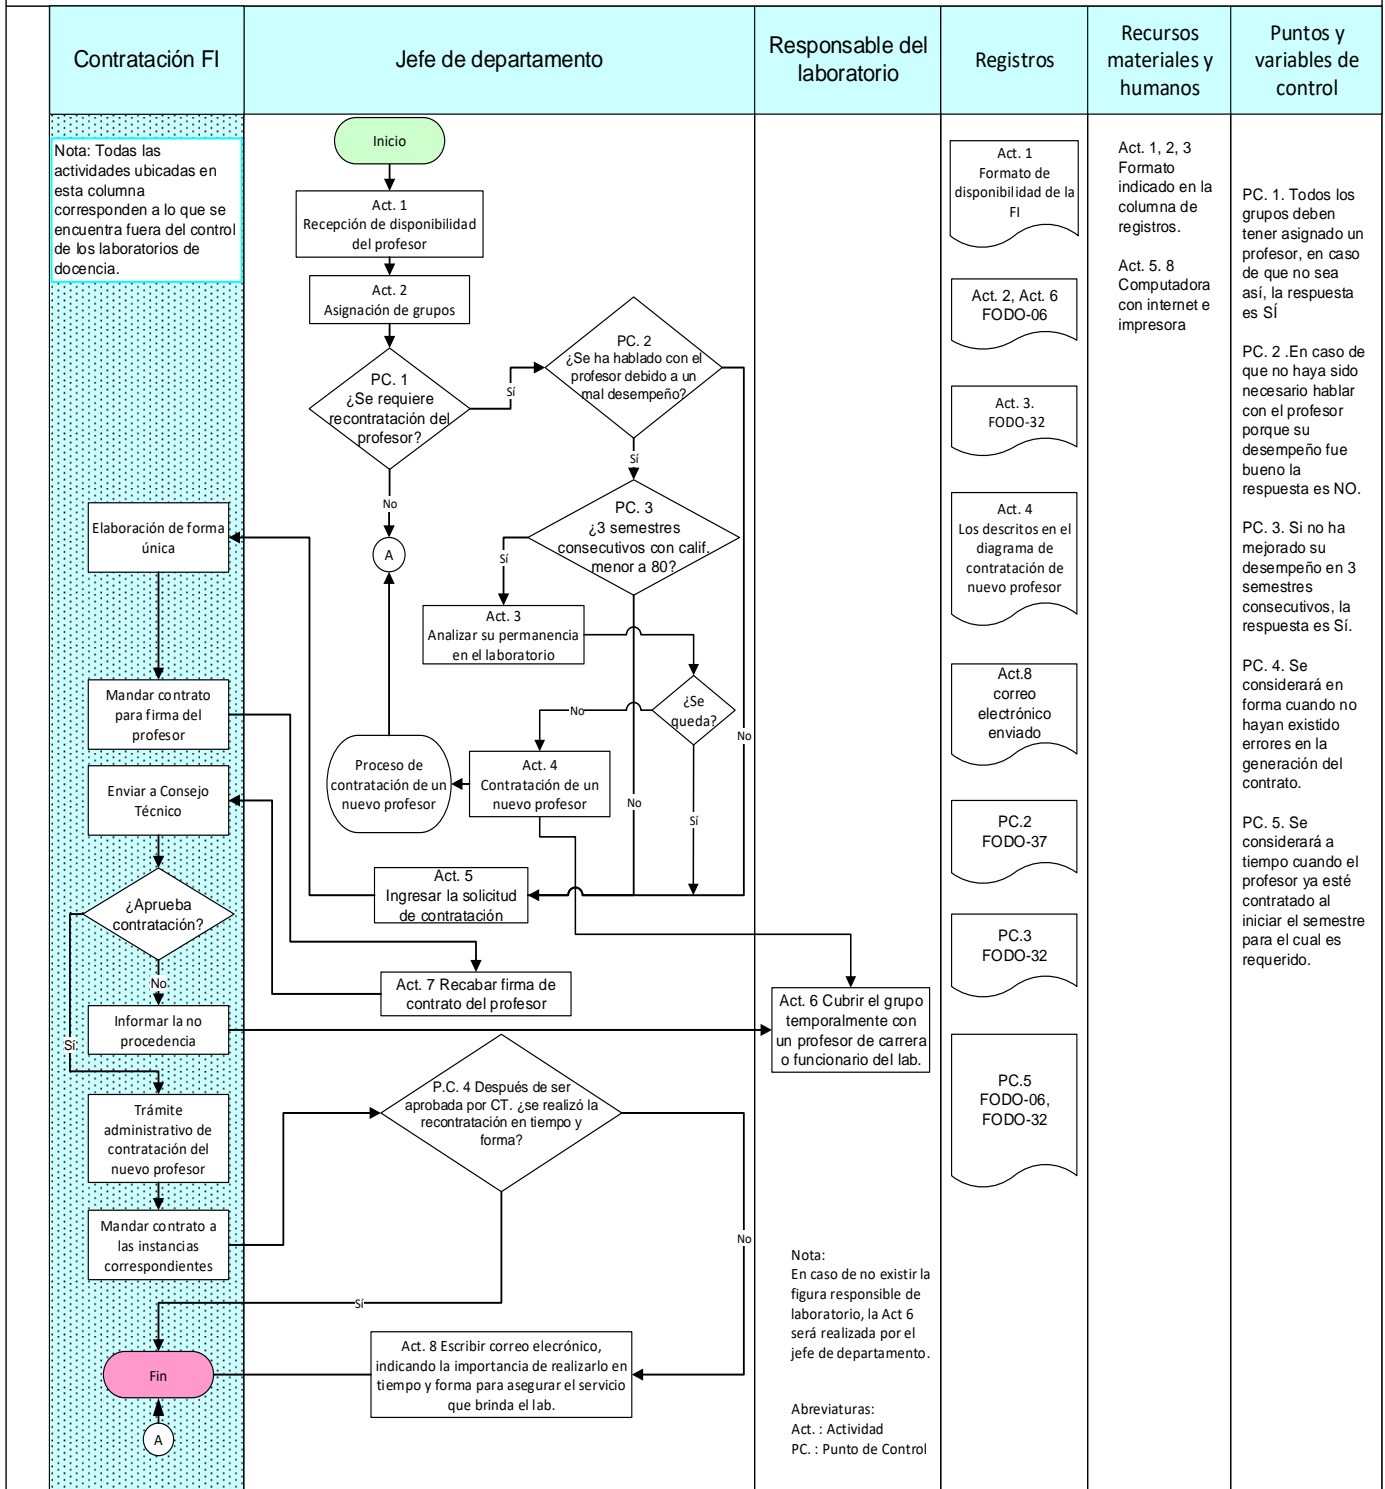 Contratación FI
Jefe de departamento
Responsable del
laboratorio
Registros
Recursos
materiales y
humanos
Puntos y
variables de
control
Nota: Todas las
actividades ubicadas en
esta columna
corresponden a lo que se
encuentra fuera del control
de los laboratorios de
docencia.
Elaboración de forma
única
Mandar contrato
para firma del
profesor
Enviar a Consejo
Técnico
¿Aprueba
contratación?
No
Sí
Informar la no
procedencia
Trámite
administrativo de
contratación del
nuevo profesor
Mandar contrato a
las instancias
correspondientes
Fin
A
Inicio
Act. 1
Recepción de disponibilidad
del profesor
Act. 2
Asignación de grupos
PC. 1
¿Se requiere
recontratación del
profesor?
Sí
No
A
PC. 2
¿Se ha hablado con el
profesor debido a un
mal desempeño?
Sí
No
PC. 3
¿3 semestres
consecutivos con calif.
menor a 80?
Sí
No
Act. 3
Analizar su permanencia
en el laboratorio
¿Se
queda?
No
Sí
Act. 4
Contratación de un
nuevo profesor
Proceso de
contratación de un
nuevo profesor
Act. 5
Ingresar la solicitud
de contratación
Act. 7 Recabar firma de
contrato del profesor
P.C. 4 Después de ser
aprobada por CT. ¿se realizó la
recontratación en tiempo y
forma?
No
Sí
Act. 8 Escribir correo elecrónico,
indicando la importancia de realizarlo en
tiempo y forma para asegurar el servicio
que brinda el lab.
Act. 6 Cubrir el grupo
temporalmente con
un profesor de carrera
o funcionario del lab.
Nota:
En caso de no existir la
figura responsible de
laboratorio, la Act 6
será realizada por el
jefe de departamento.
Abreviaturas:
Act. : Actividad
PC. : Punto de Control
Act. 1
Formato de
disponibilidad de la
FI
Act. 2, Act. 6
FODO-06
Act. 3.
FODO-32
Act. 4
Los descritos en el
diagrama de
contratación de
nuevo profesor
Act.8
correo
electrónico
enviado
PC.2
FODO-37
PC.3
FODO-32
PC.5
FODO-06,
FODO-32
Act. 1, 2, 3
Formato
indicado en la
columna de
registros.
Act. 5. 8
Computadora
con internet e
impresora
PC. 1. Todos los
grupos deben
tener asignado un
profesor, en caso
de que no sea
así, la respuesta
es SÍ
PC. 2 .En caso de
que no haya sido
necesario hablar
con el profesor
porque su
desempeño fue
bueno la
respuesta es NO.
PC. 3. Si no ha
mejorado su
desempeño en 3
semestres
consecutivos, la
respuesta es Sí.
PC. 4. Se
considerará en
forma cuando no
hayan existido
errores en la
generación del
contrato.
PC. 5. Se
considerará a
tiempo cuando el
profesor ya esté
contratado al
iniciar el semestre
para el cual es
requerido.